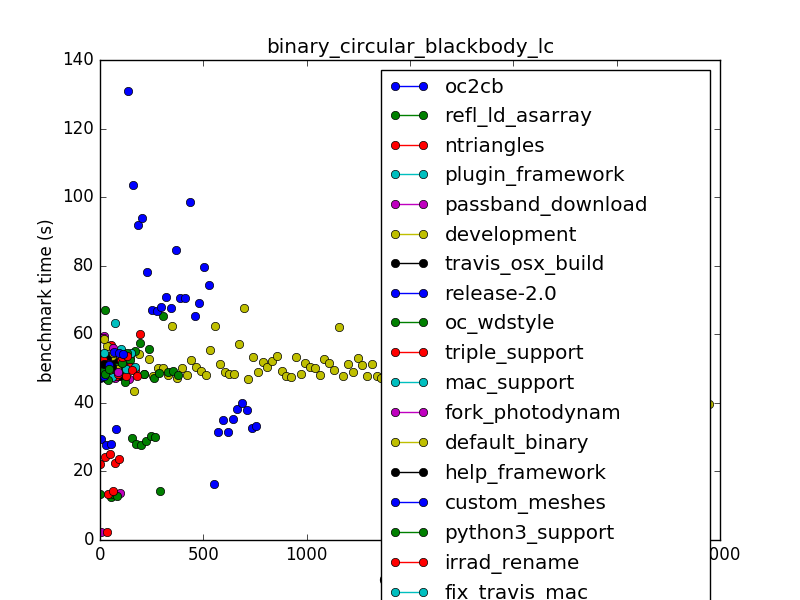 binary_circular_blackbody_lc
140
120
100
80
60
40
20
0
benchmark time (s)
0
500
1000
000
oc2cb
refl_ld_asarray
ntriangles
plugin_framework
passband_download
development
travis_osx_build
release-2.0
oc_wdstyle
triple_support
mac_support
fork_photodynam
default_binary
help_framework
custom_meshes
python3_support
irrad_rename
fix_travis_mac